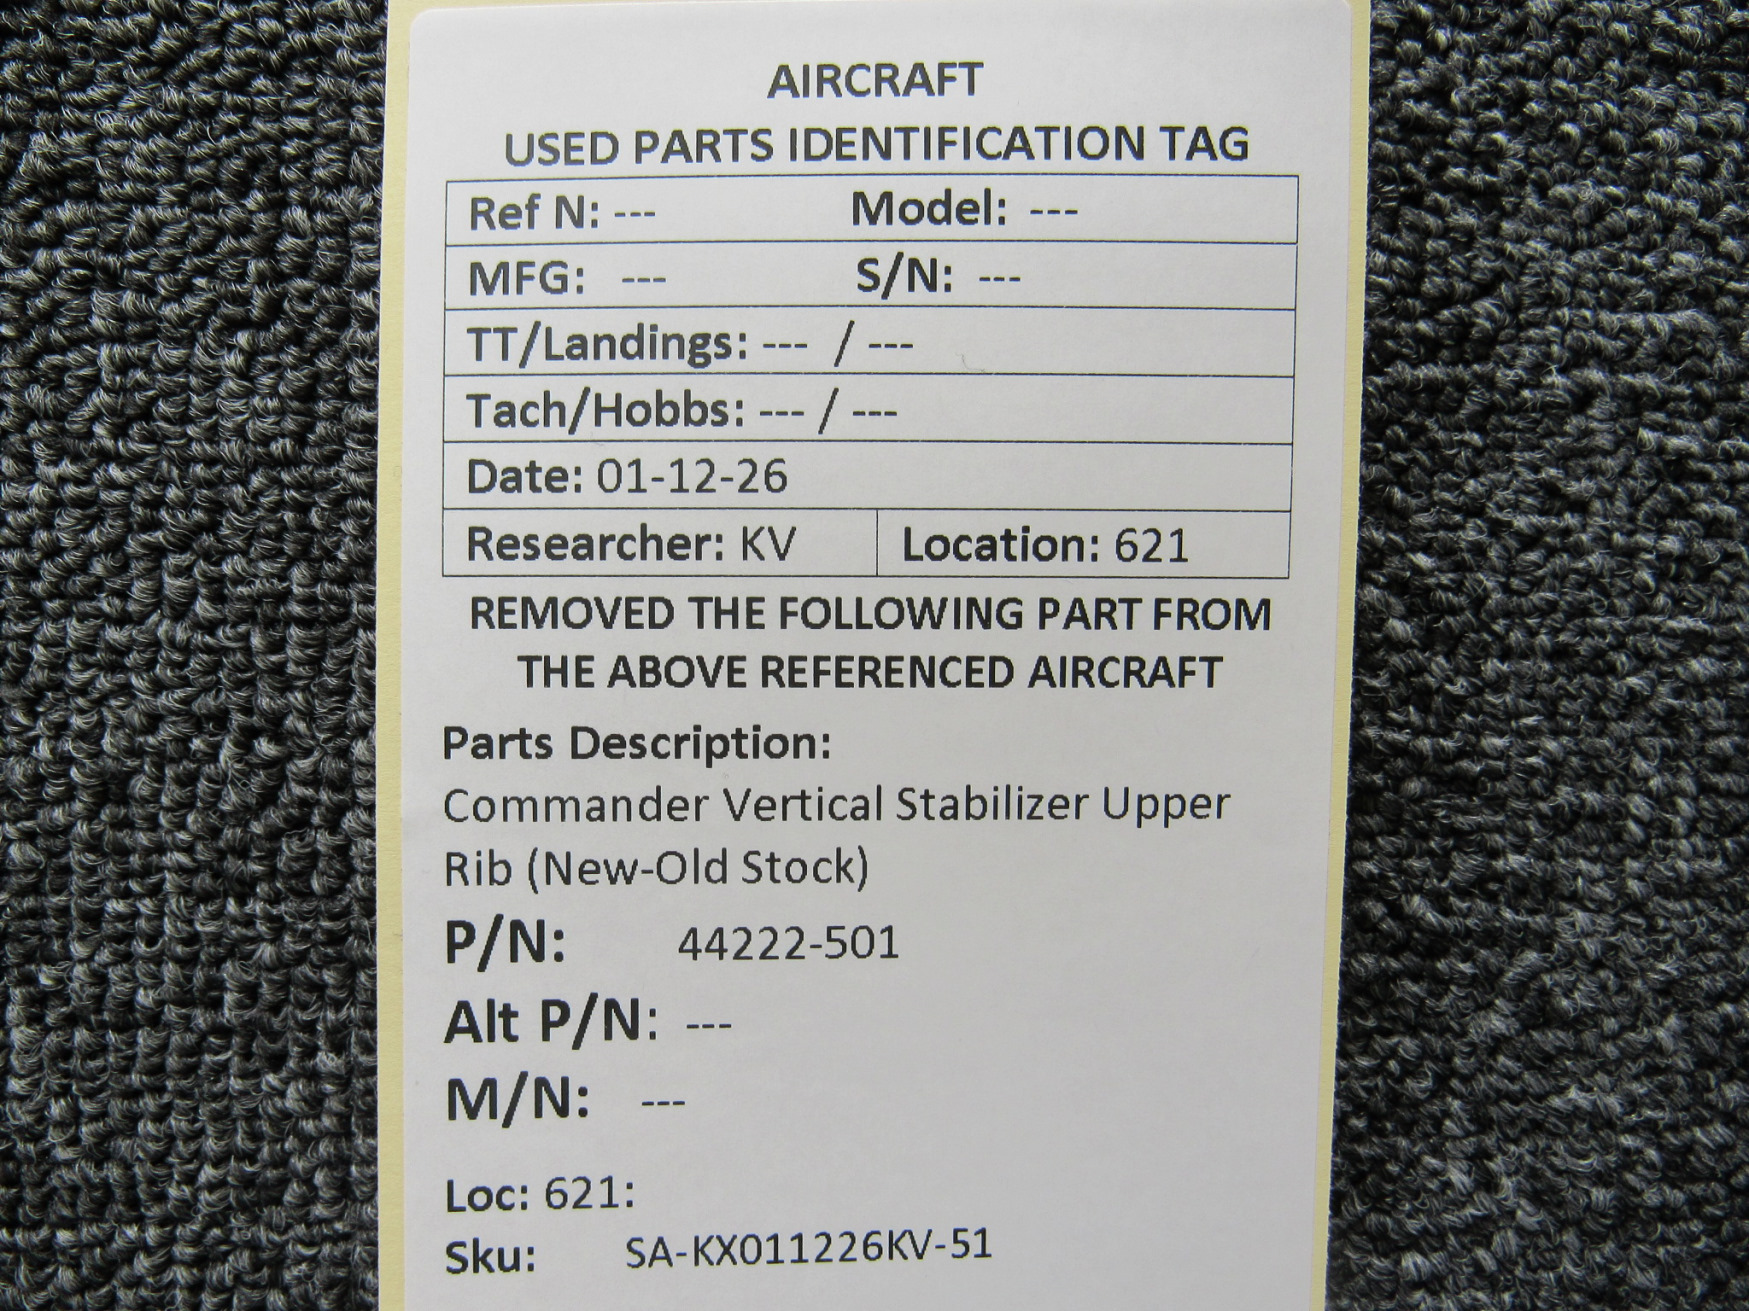 AIRCRAFT
USED PARTS IDENTIFICATION TAG
Ref N: --- Model: ---
MFG: --- S/N: ---
TT/Landings: --- / ---
Tach/Hobbs: --- / ---
Date: 01-12-26
Researcher: KV Location: 621
REMOVED THE FOLLOWING PART FROM
THE ABOVE REFERENCED AIRCRAFT
Parts Description:
Commander Vertical Stabilizer Upper
Rib (New-Old Stock)
P/N: 44222-501
Alt P/N: ---
M/N: ---
Loc: 621:
Sku: SA-KX011226KV-51